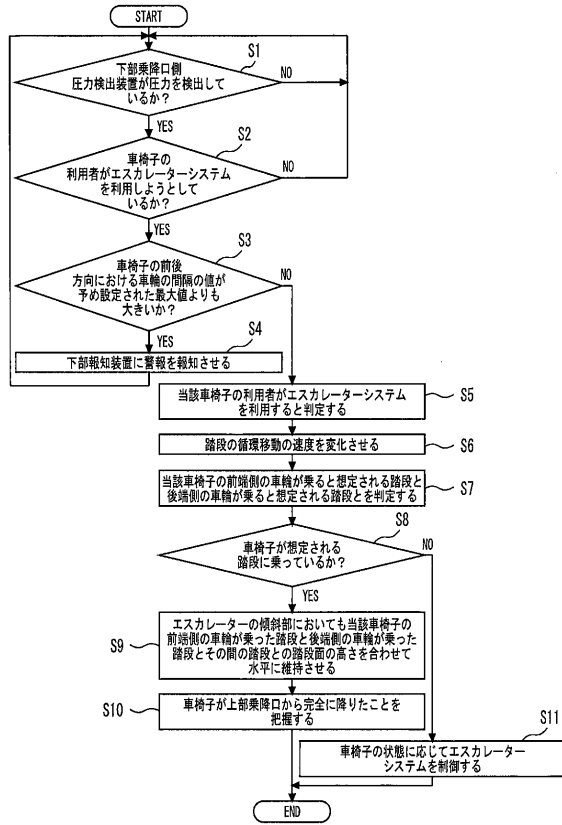 START
S1
下部乗降口側
圧力検出装置が圧力を検出して
いるか?
NO
YES
S2
車椅子の
利用者がエスカレーターシステム
を利用しようとして
いるか?
NO
YES
S3
車椅子の前後
方向における車輪の間隔の値が
予め設定された最大値よりも
大きいか?
NO
YES
S4
下部報知装置に警報を報知させる
当該車椅子の利用者がエスカレーターシステム
を利用すると判定する
S5
踏段の循環移動の速度を変化させる
S6
当該車椅子の前端側の車輪が乗ると想定される踏段と
後端側の車輪が乗ると想定される踏段とを判定する
S7
S8
車椅子が想定される
踏段に乗っているか?
NO
YES
エスカレーターの傾斜部においても当該車椅子の
前端側の車輪が乗った踏段と後端側の車輪が乗った
踏段とその間の踏段との踏段面の高さを合わせて
水平に維持させる
S9
車椅子が上部乗降口から完全に降りたことを
把握する
S10
S11
車椅子の状態に応じてエスカレーター
システムを制御する
END